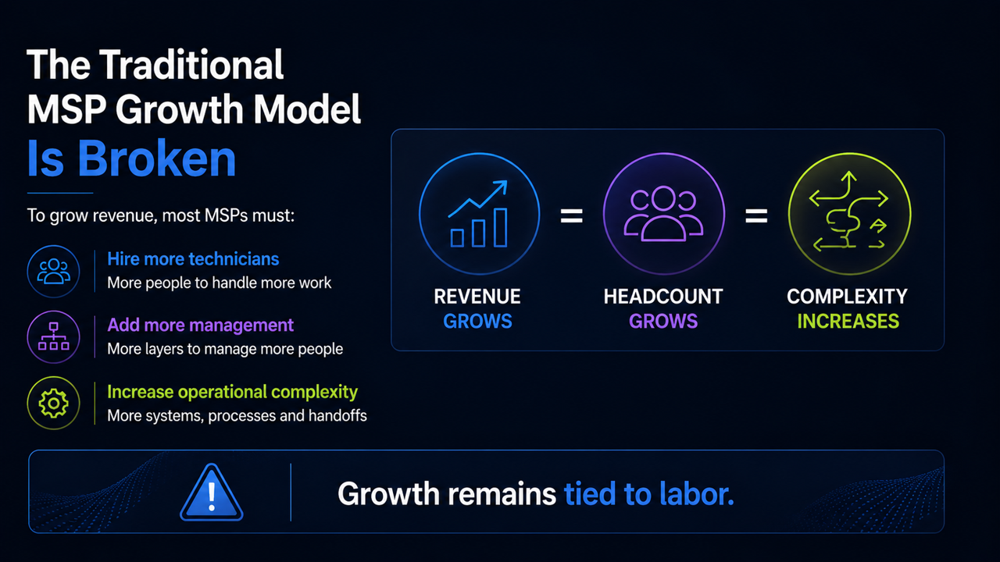 The Traditional
MSP Growth Model
Is Broken
To grow revenue, most MSPs must:
Hire more technicians
More people to handle more work
Add more management
More layers to manage more people
Increase operational complexity
More systems, processes and handoffs
REVENUE
GROWS
=
HEADCOUNT
GROWS
=
COMPLEXITY
INCREASES
!
Growth remains tied to labor.